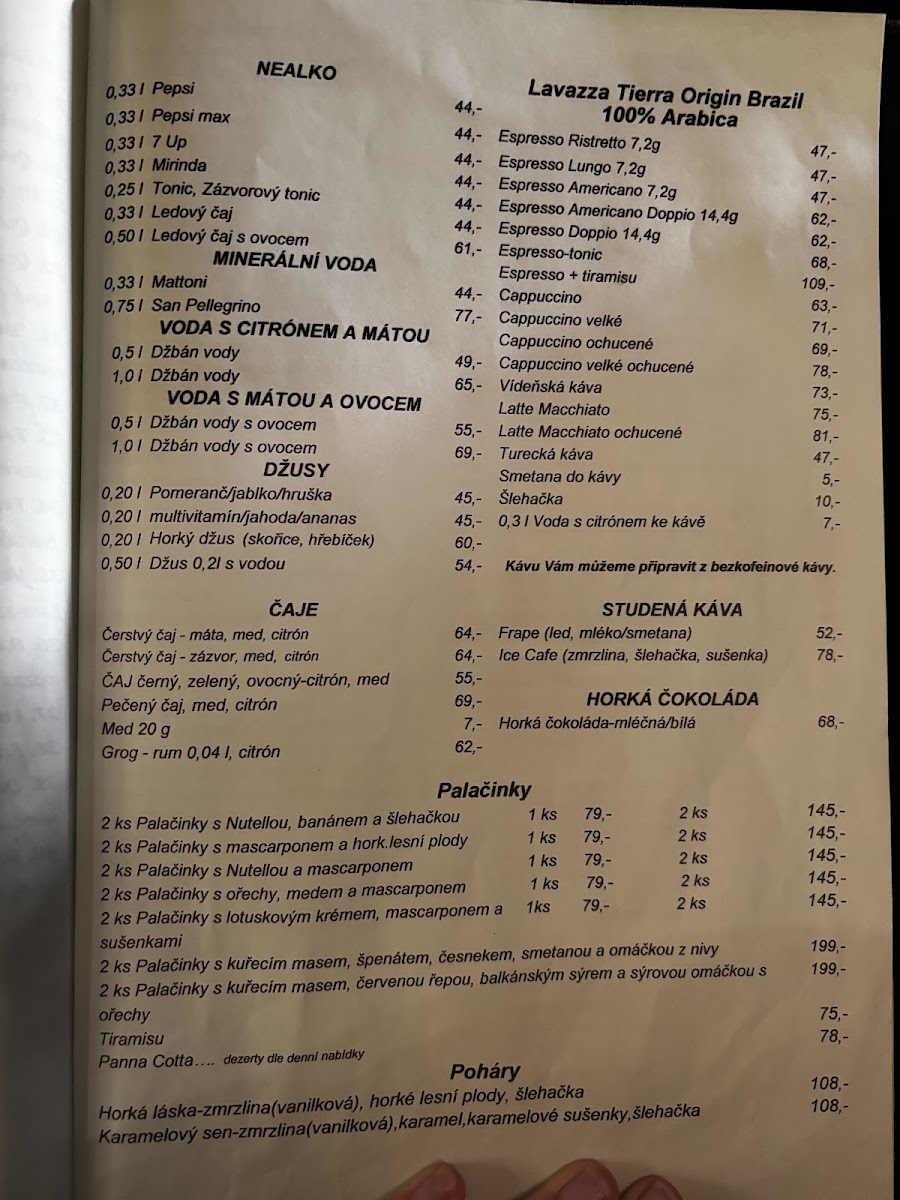 NEALKO
0,33 l Pepsi 44,-
0,33 l Pepsi max 44,-
0,33 l 7 Up 44,-
0,33 l Mirinda 44,-
0,25 l Tonic, Zázvorový tonic 44,-
0,33 l Ledový čaj 44,-
0,50 l Ledový čaj s ovocem 61,-
MINERÁLNÍ VODA
0,33 l Mattoni 44,-
0,75 l San Pellegrino 77,-
VODA S CITRÓNEM A MÁTOU
0,5 l Džbán vody 49,-
1,0 l Džbán vody 65,-
VODA S MÁTOU A OVOCEM
0,5 l Džbán vody s ovocem 55,-
1,0 l Džbán vody s ovocem 69,-
DŽUSY
0,20 l Pomeranč/jablko/hruška 45,-
0,20 l multivitamín/jahoda/ananas 45,-
0,20 l Horký džus (skořice, hřebíček) 60,-
0,50 l Džus 0,2l s vodou 54,-
Lavazza Tierra Origin Brazil
100% Arabica
Espresso Ristretto 7,2g 47,-
Espresso Lungo 7,2g 47,-
Espresso Americano 7,2g 47,-
Espresso Americano Doppio 14,4g 62,-
Espresso Doppio 14,4g 62,-
Espresso-tonic 68,-
Espresso + tiramisu 109,-
Cappuccino 63,-
Cappuccino velké 71,-
Cappuccino ochucené 69,-
Cappuccino velké ochucené 78,-
Vídeňská káva 73,-
Latte Macchiato 75,-
Latte Macchiato ochucené 81,-
Turecká káva 47,-
Smetana do kávy 5,-
Šlehačka 10,-
0,3 l Voda s citrónem ke kávě 7,-
Kávu Vám můžeme připravit z bezkofeinové kávy.
ČAJE
Čerstvý čaj - máta, med, citrón 64,-
Čerstvý čaj - zázvor, med, citrón 64,-
ČAJ černý, zelený, ovocný-citrón, med 55,-
Pečený čaj, med, citrón 69,-
Med 20 g 7,-
Grog - rum 0,04 l, citrón 62,-
STUDENÁ KÁVA
Frape (led, mléko/smetana) 52,-
Ice Cafe (zmrzlina, šlehačka, sušenka) 78,-
HORKÁ ČOKOLÁDA
Horká čokoláda-mléčná/bílá 68,-
Palačinky
2 ks Palačinky s Nutellou, banánem a šlehačkou 1 ks 79,- 2 ks 145,-
2 ks Palačinky s mascarponem a hork.lesní plody 1 ks 79,- 2 ks 145,-
2 ks Palačinky s Nutellou a mascarponem 1 ks 79,- 2 ks 145,-
2 ks Palačinky s ořechy, medem a mascarponem 1 ks 79,- 2 ks 145,-
2 ks Palačinky s lotuskovým krémem, mascarponem a 1ks 79,- 2 ks 145,-
sušenkami
2 ks Palačinky s kuřecím masem, špenátem, česnekem, smetanou a omáčkou z nivy 199,-
2 ks Palačinky s kuřecím masem, červenou řepou, balkánským sýrem a sýrovou omáčkou s 199,-
ořechy
Tiramisu 75,-
Panna Cotta.... dezerty dle denní nabídky 78,-
Poháry
Horká láska-zmrzlina(vanilková), horké lesní plody, šlehačka 108,-
Karamelový sen-zmrzlina(vanilková),karamel,karamelové sušenky,šlehačka 108,-